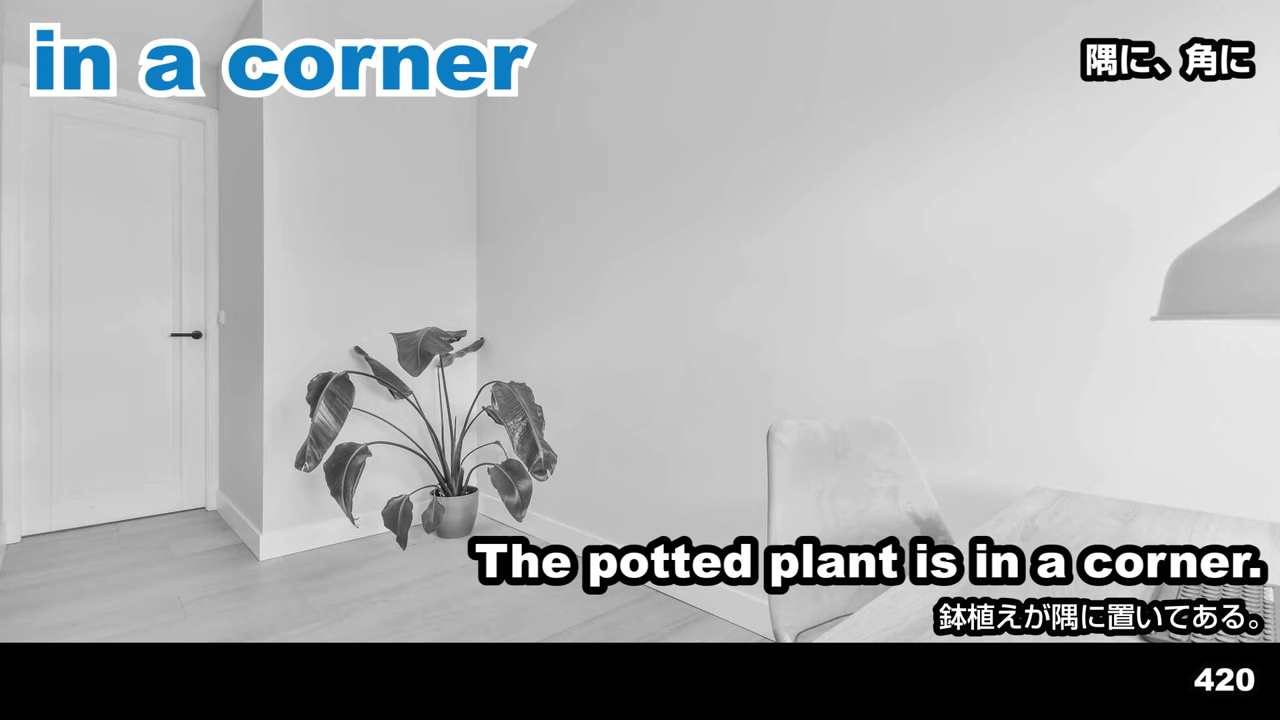 in a corner
隅に、角に
The potted plant is in a corner.
鉢植えが隅に置いてある。
420